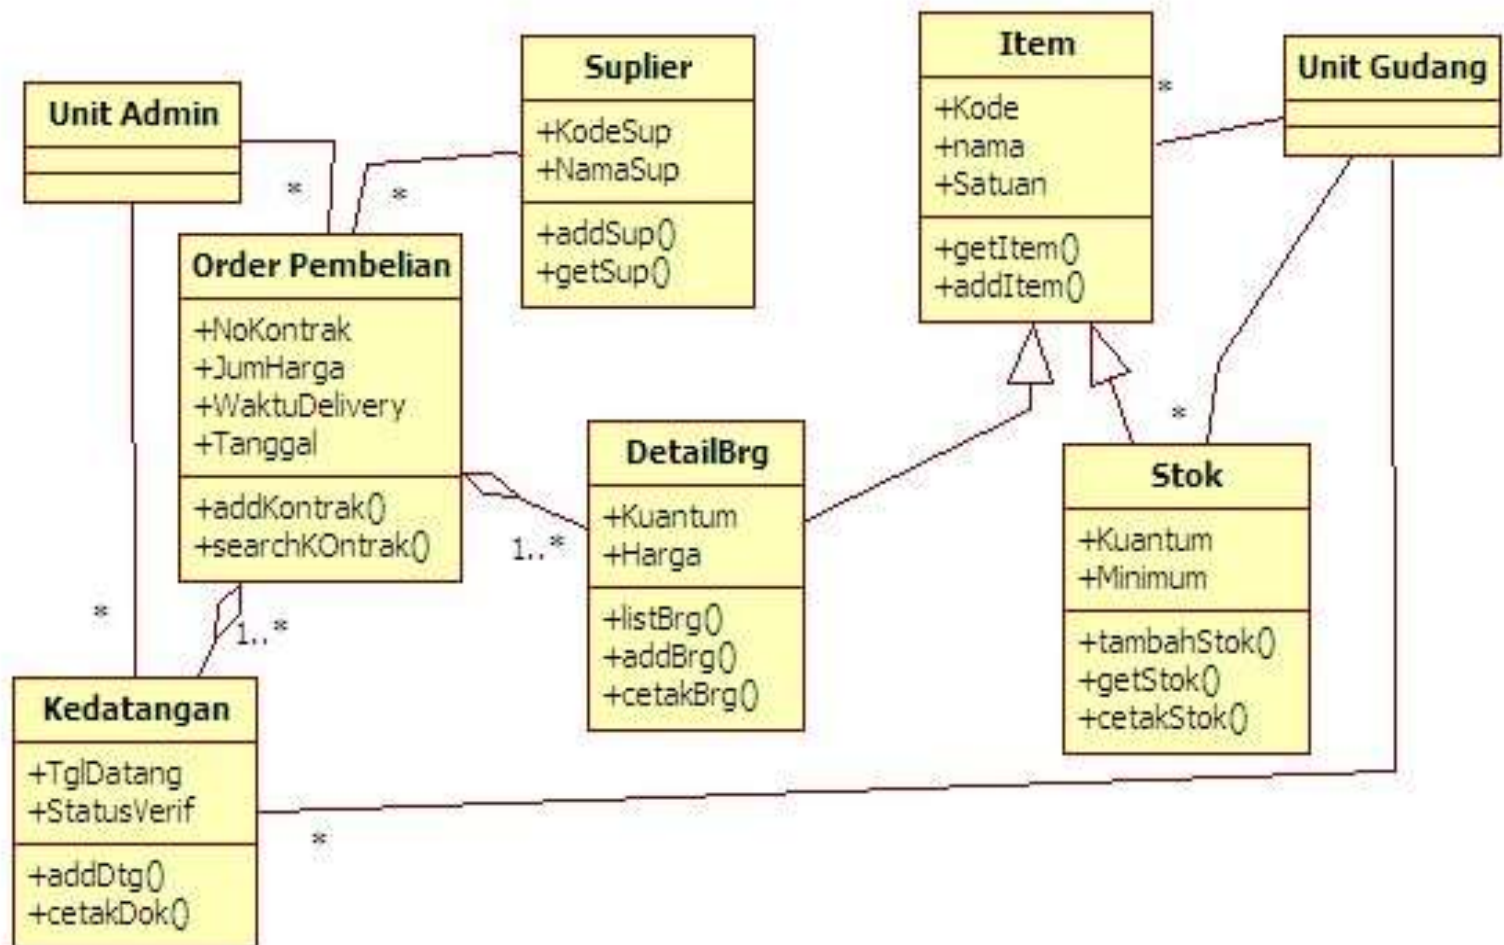 Unit Admin
*
*
Suplier
+KodeSup
+NamaSup
+addSup()
+getSup()
*
Order Pembelian
+NoKontrak
+JumHarga
+WaktuDelivery
+Tanggal
+addKontrak()
+searchKOntrak()
1..*
1..*
Kedatangan
+TglDatang
+StatusVerif
+addDtg()
+cetakDok()
*
DetailBrg
+Kuantum
+Harga
+listBrg()
+addBrg()
+cetakBrg()
Item
+Kode
+nama
+Satuan
+getItem()
+addItem()
*
Unit Gudang
*
Stok
+Kuantum
+Minimum
+tambahStok()
+getStok()
+cetakStok()